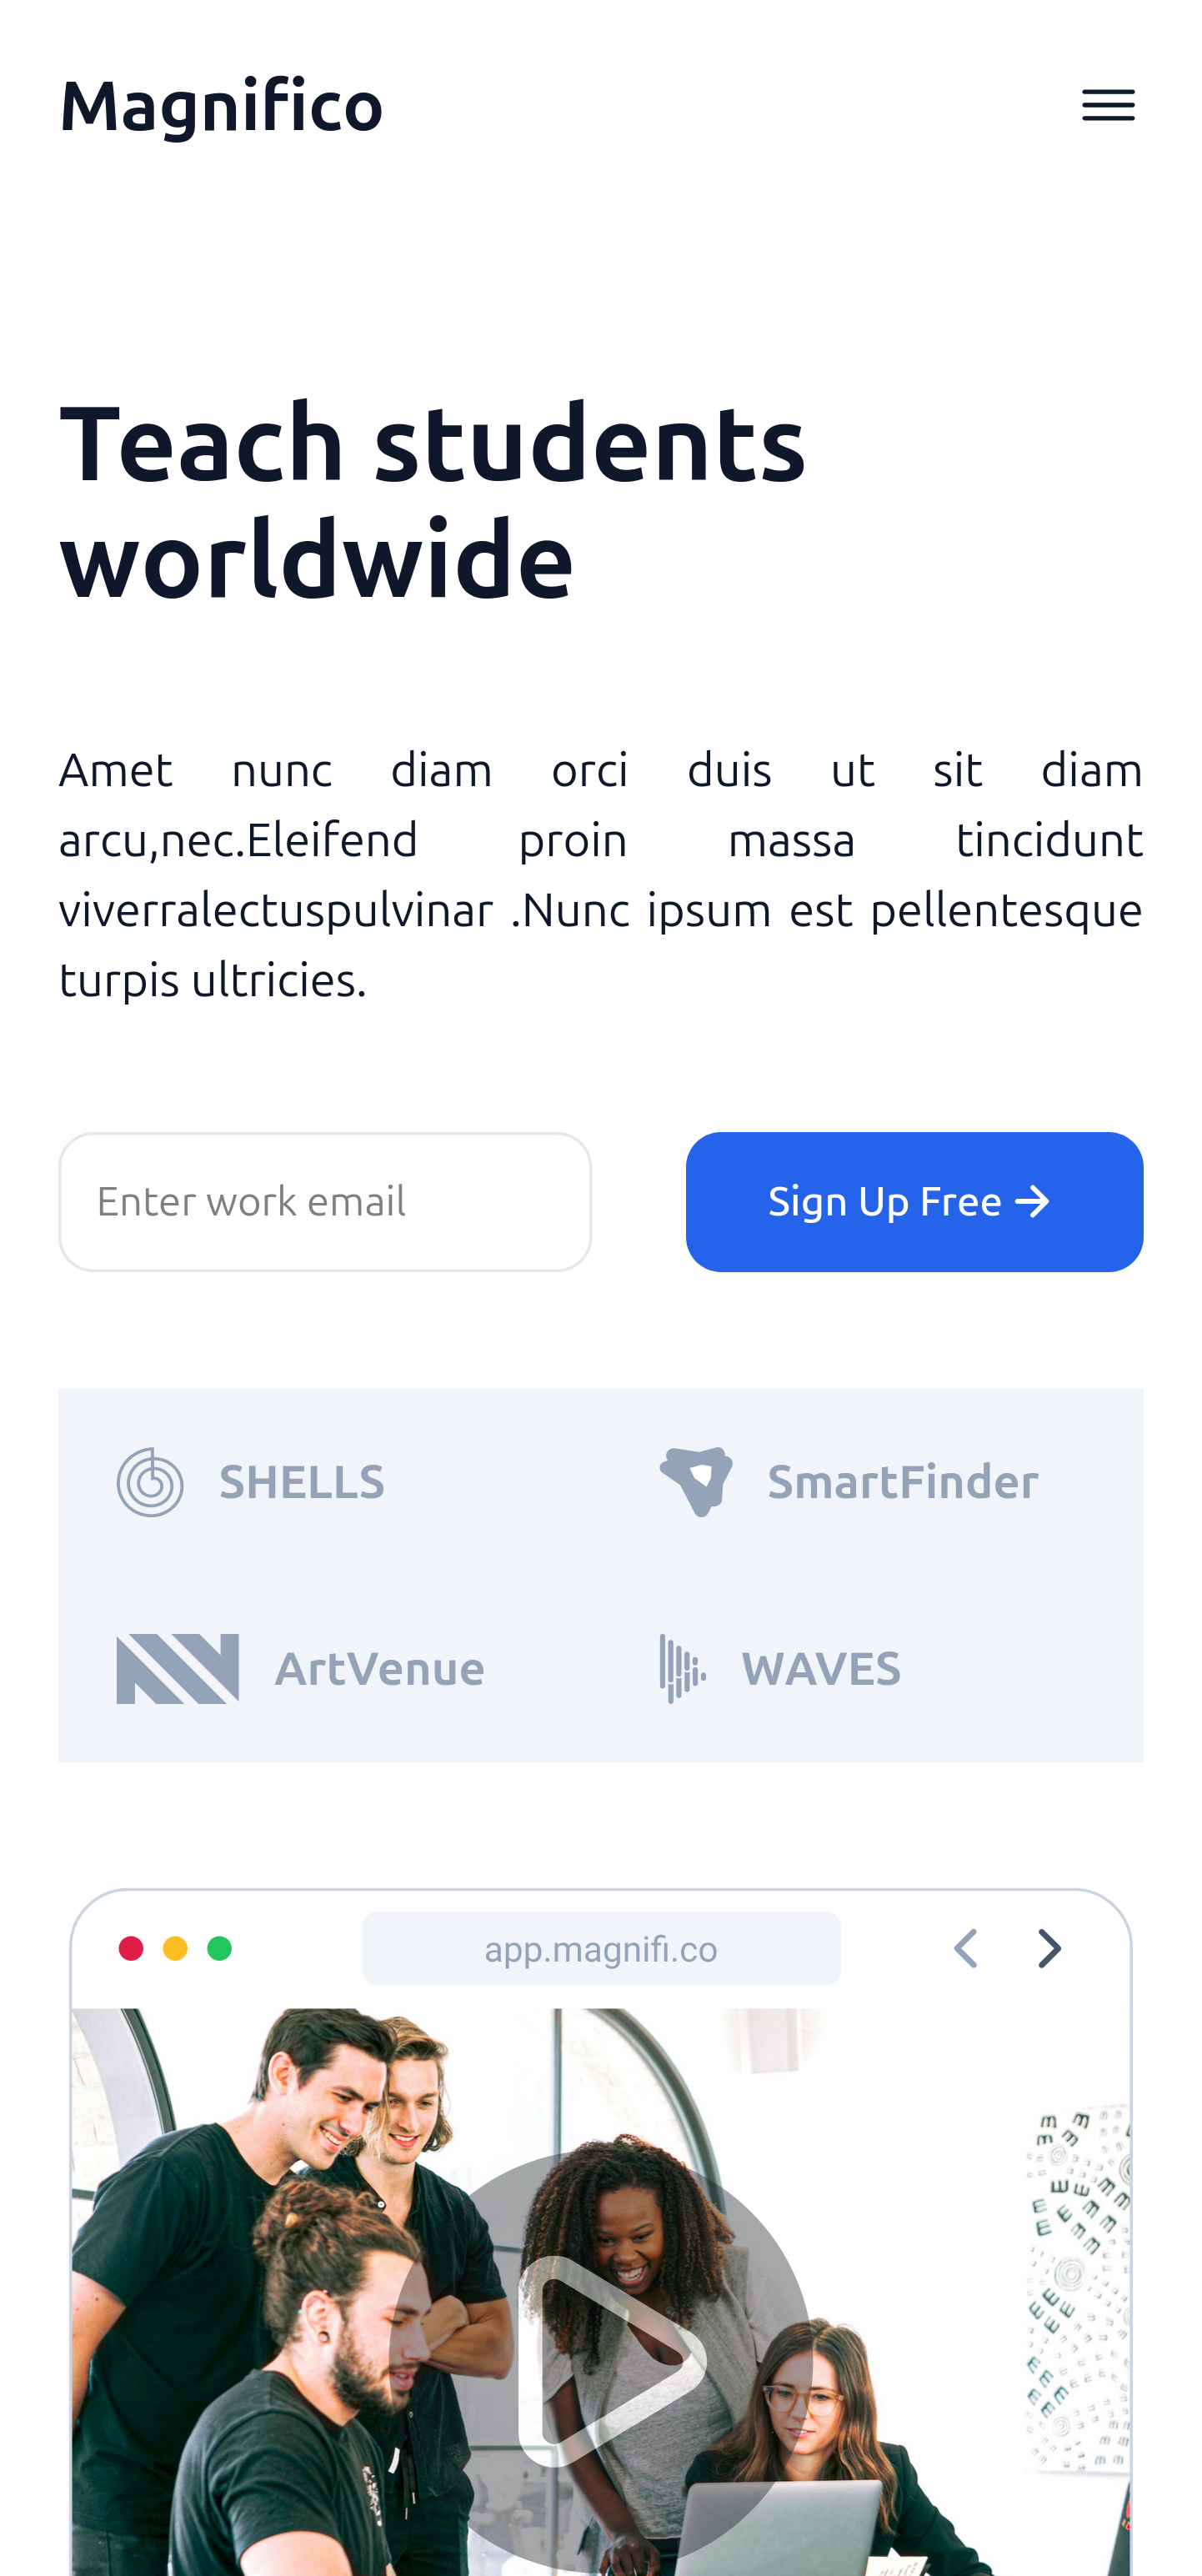 Magnifico
Teach students
worldwide
Amet nunc diam orci duis ut sit diam
arcu,nec.Eleifend proin massa tincidunt
viverralectuspulvinar .Nunc ipsum est pellentesque
turpis ultricies.
Enter work email
Sign Up Free
SHELLS
SmartFinder
ArtVenue
WAVES
app.magnifi.co